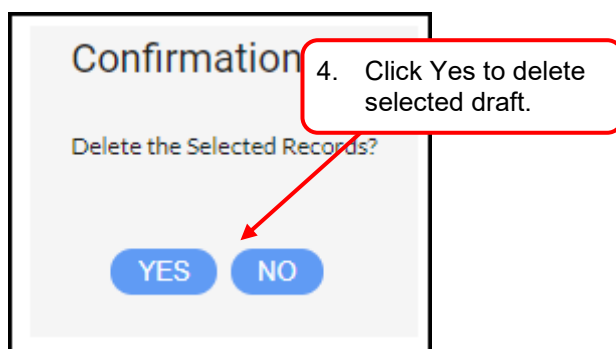 Confirmation
4. Click Yes to delete
selected draft.
Delete the Selected Records?
YES NO